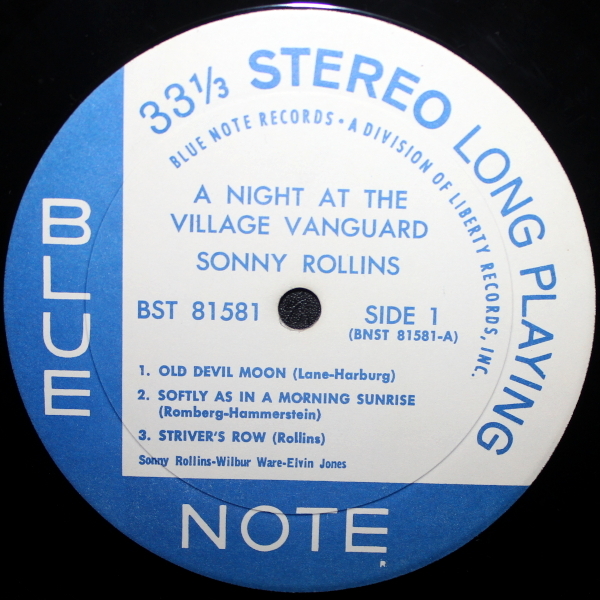 33⅓ STEREO LONG PLAYING
BLUE NOTE RECORDS • A DIVISION OF LIBERTY RECORDS, INC.
A NIGHT AT THE
VILLAGE VANGUARD
SONNY ROLLINS
BST 81581
SIDE 1
(BNST 81581-A)
1. OLD DEVIL MOON (Lane-Harburg)
2. SOFTLY AS IN A MORNING SUNRISE
(Romberg-Hammerstein)
3. STRIVER'S ROW (Rollins)
Sonny Rollins-Wilbur Ware-Elvin Jones
BLUE
NOTE
R